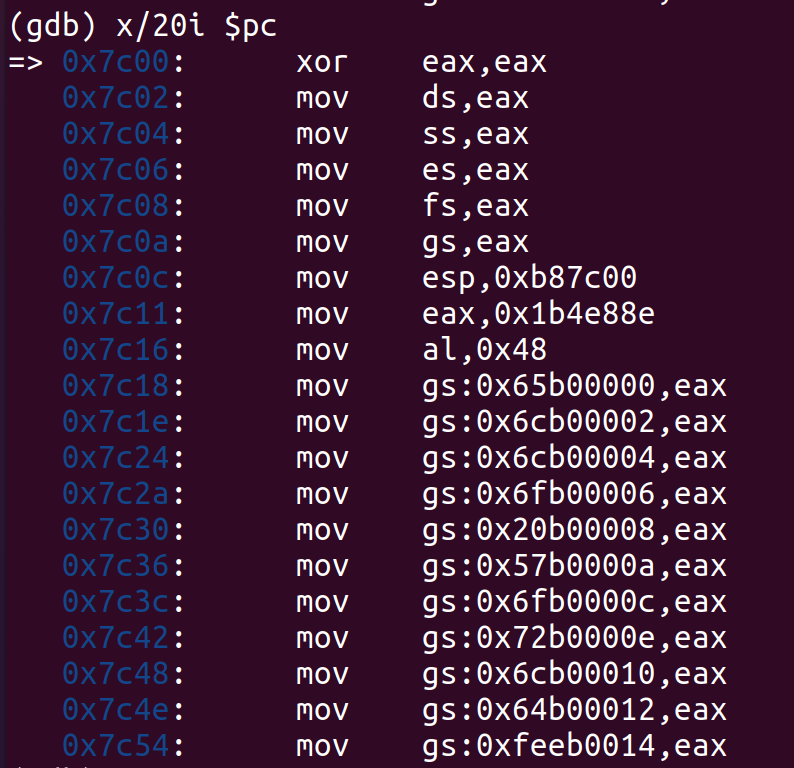 (gdb) x/20i $pc
=> 0x7c00: xor eax,eax
0x7c02: mov ds,eax
0x7c04: mov ss,eax
0x7c06: mov es,eax
0x7c08: mov fs,eax
0x7c0a: mov gs,eax
0x7c0c: mov esp,0xb87c00
0x7c11: mov eax,0x1b4e88e
0x7c16: mov al,0x48
0x7c18: mov gs:0x65b00000,eax
0x7c1e: mov gs:0x6cb00002,eax
0x7c24: mov gs:0x6cb00004,eax
0x7c2a: mov gs:0x6fb00006,eax
0x7c30: mov gs:0x20b00008,eax
0x7c36: mov gs:0x57b0000a,eax
0x7c3c: mov gs:0x6fb0000c,eax
0x7c42: mov gs:0x72b0000e,eax
0x7c48: mov gs:0x6cb00010,eax
0x7c4e: mov gs:0x64b00012,eax
0x7c54: mov gs:0xfeeb0014,eax